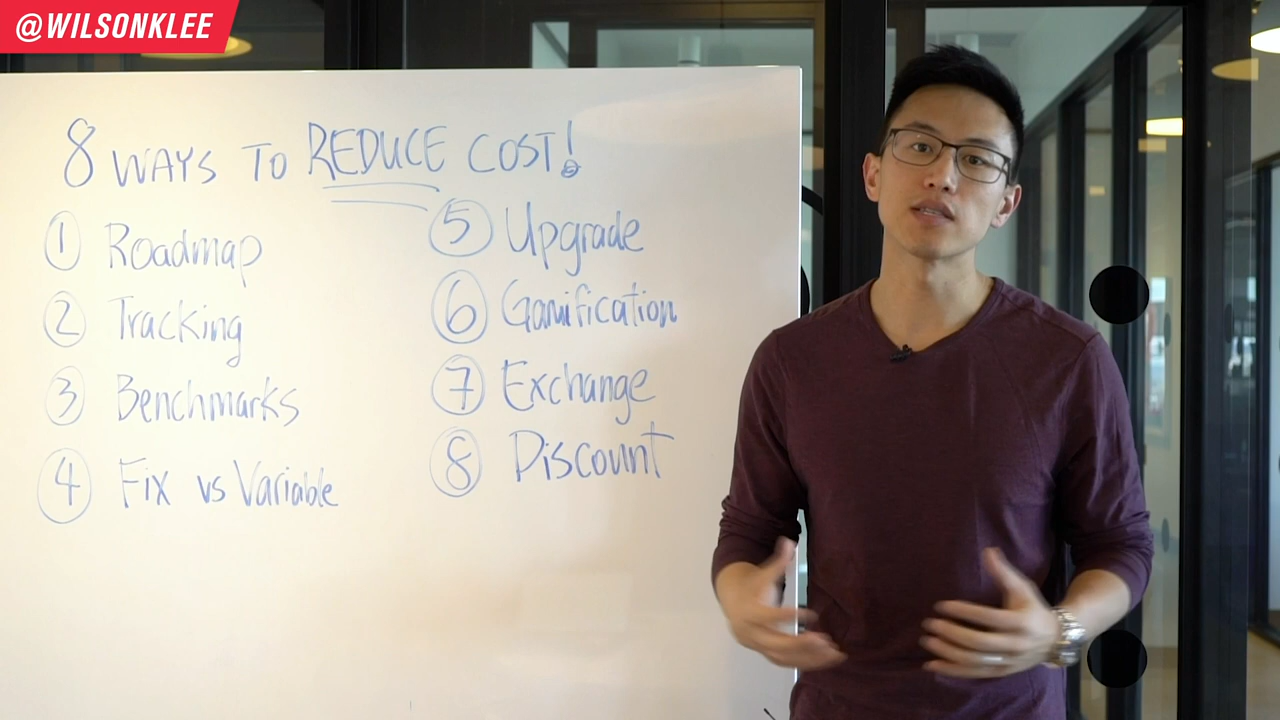 @WILSONKLEE
8 WAYS TO REDUCE COST!
1 Roadmap
2 Tracking
3 Benchmarks
4 Fix vs Variable
5 Upgrade
6 Gamification
7 Exchange
8 Discount